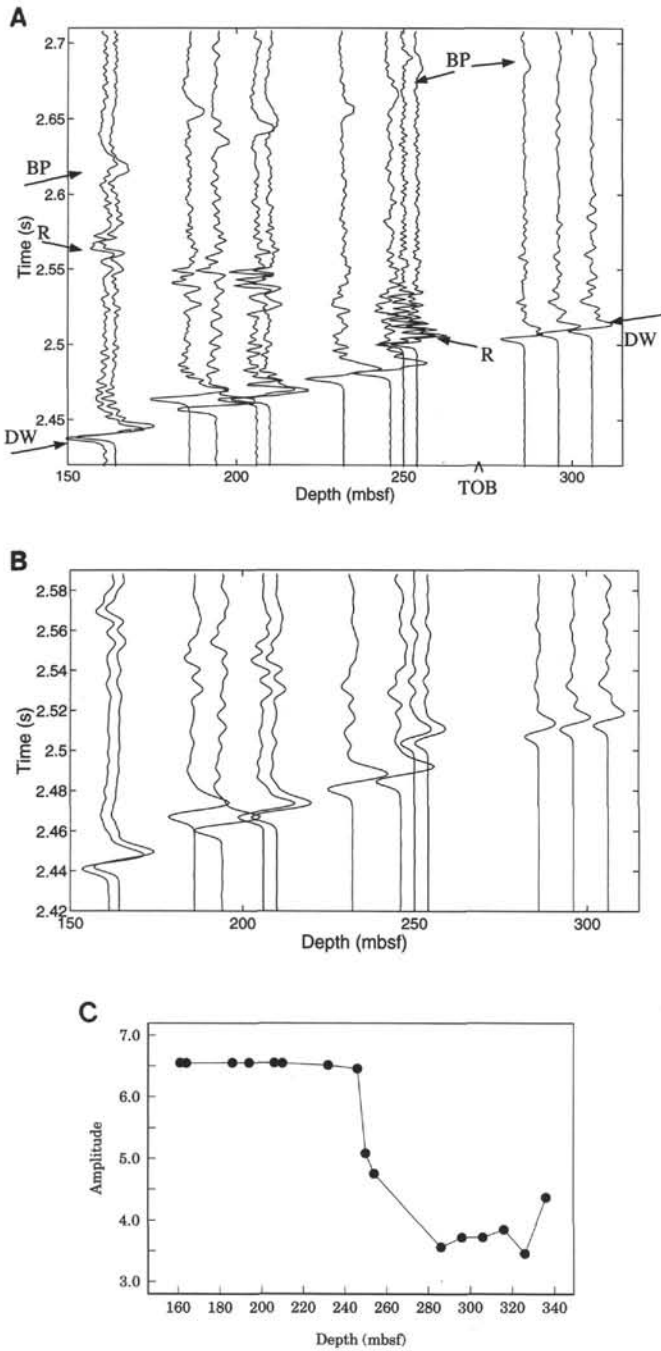 A
2.7
2.65
2.6
2.55
2.5
2.45
Time (s)
BP
R
DW
BP
R
DW
150
200
250
300
TOB
Depth (mbsf)
B
2.58
2.56
2.54
2.52
2.5
2.48
2.46
2.44
2.42
Time (s)
150
200
250
300
Depth (mbsf)
C
7.0
6.0
5.0
4.0
3.0
Amplitude
160 180 200 220 240 260 280 300 320 340
Depth (mbsf)